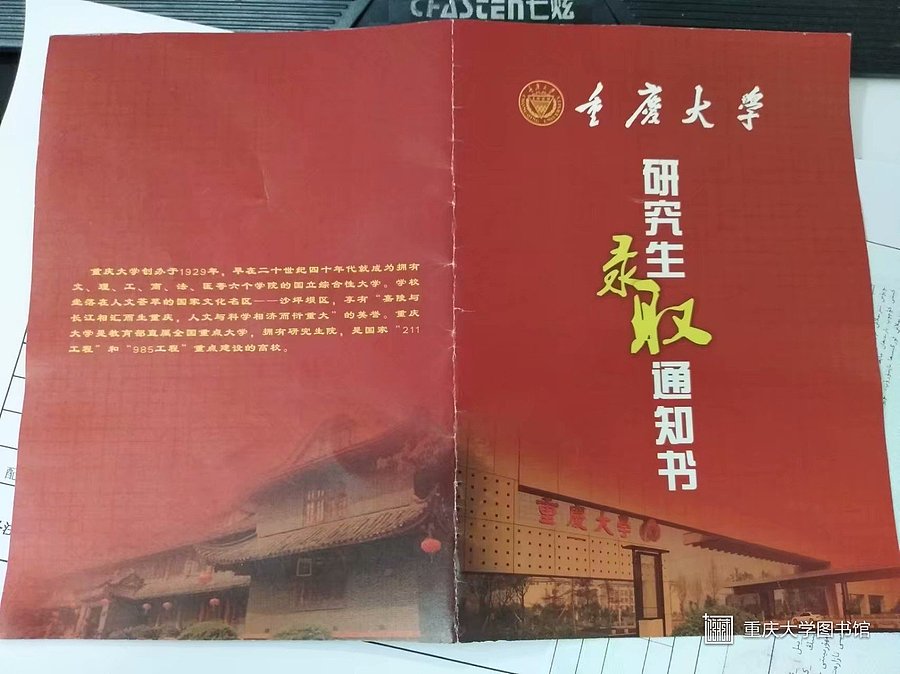 CFASTEN七炫
重庆大学创办于1929年，早在二十世纪四十年代就成为拥有
文、理、工、商、法、医等六个学院的国立综合性大学。学校
坐落在人文荟萃的国家文化名区——沙坪坝区，享有“嘉陵与
长江相汇而生重庆，人文与科学相济而衍重大”的美誉。重庆
大学是教育部直属全国重点大学，拥有研究生院，是国家“211
工程”和“985工程”重点建设的高校。
重庆大学
研究生
录取
通知书
重庆大学
重庆大学图书馆